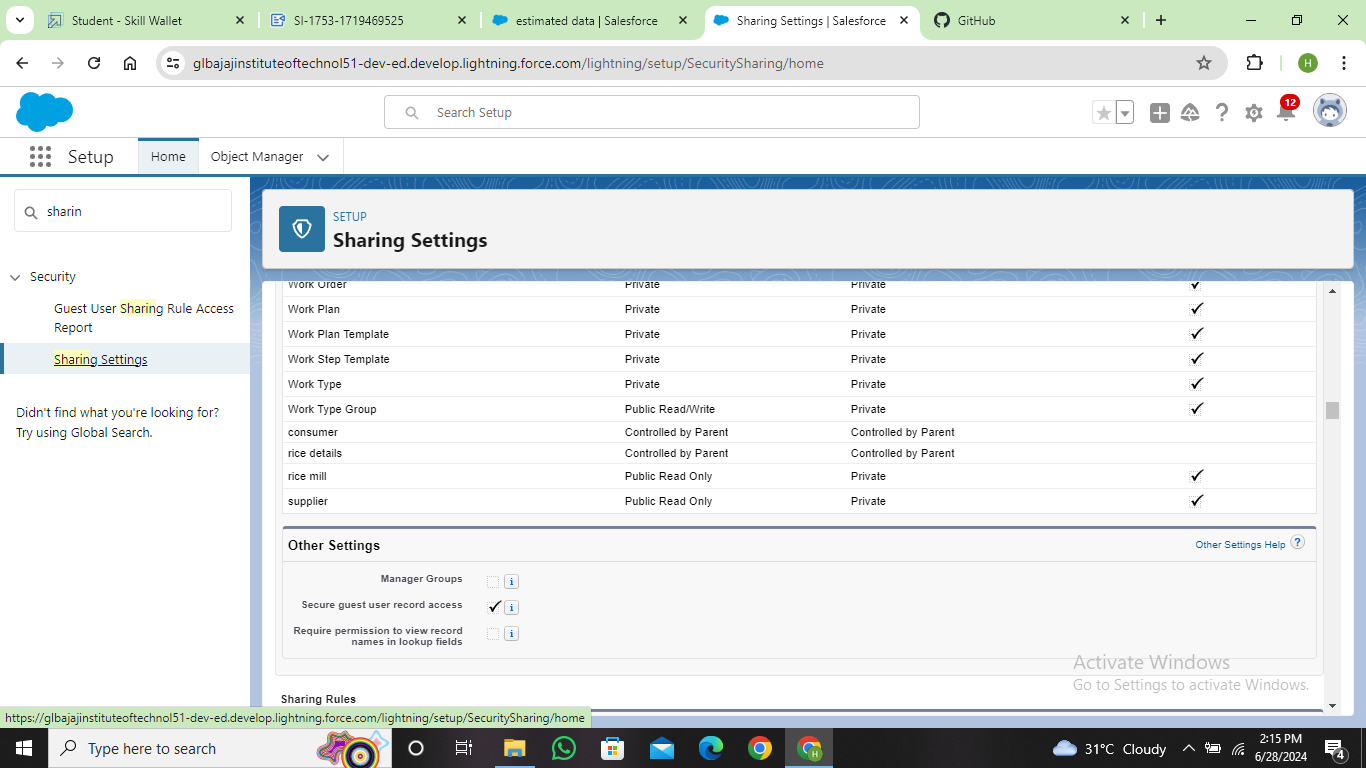 Student - Skill Wallet
SI-1753-1719469525
estimated data | Salesforce
Sharing Settings | Salesforce
GitHub
glbajajinstituteoftechnol51-dev-ed.develop.lightning.force.com/lightning/setup/SecuritySharing/home
H
Search Setup
12
Setup
Home
Object Manager
sharin
Security
Guest User Sharing Rule Access
Report
Sharing Settings
Didn't find what you're looking for?
Try using Global Search.
SETUP
Sharing Settings
Work Order Private Private
Work Plan Private Private
Work Plan Template Private Private
Work Step Template Private Private
Work Type Private Private
Work Type Group Public Read/Write Private
consumer Controlled by Parent Controlled by Parent
rice details Controlled by Parent Controlled by Parent
rice mill Public Read Only Private
supplier Public Read Only Private
Other Settings
Other Settings Help ?
Manager Groups i
Secure guest user record access i
Require permission to view record
names in lookup fields i
Sharing Rules
Activate Windows
Go to Settings to activate Windows.
https://glbajajinstituteoftechnol51-dev-ed.develop.lightning.force.com/lightning/setup/SecuritySharing/home
Type here to search
H
31°C Cloudy
2:15 PM
6/28/2024
4